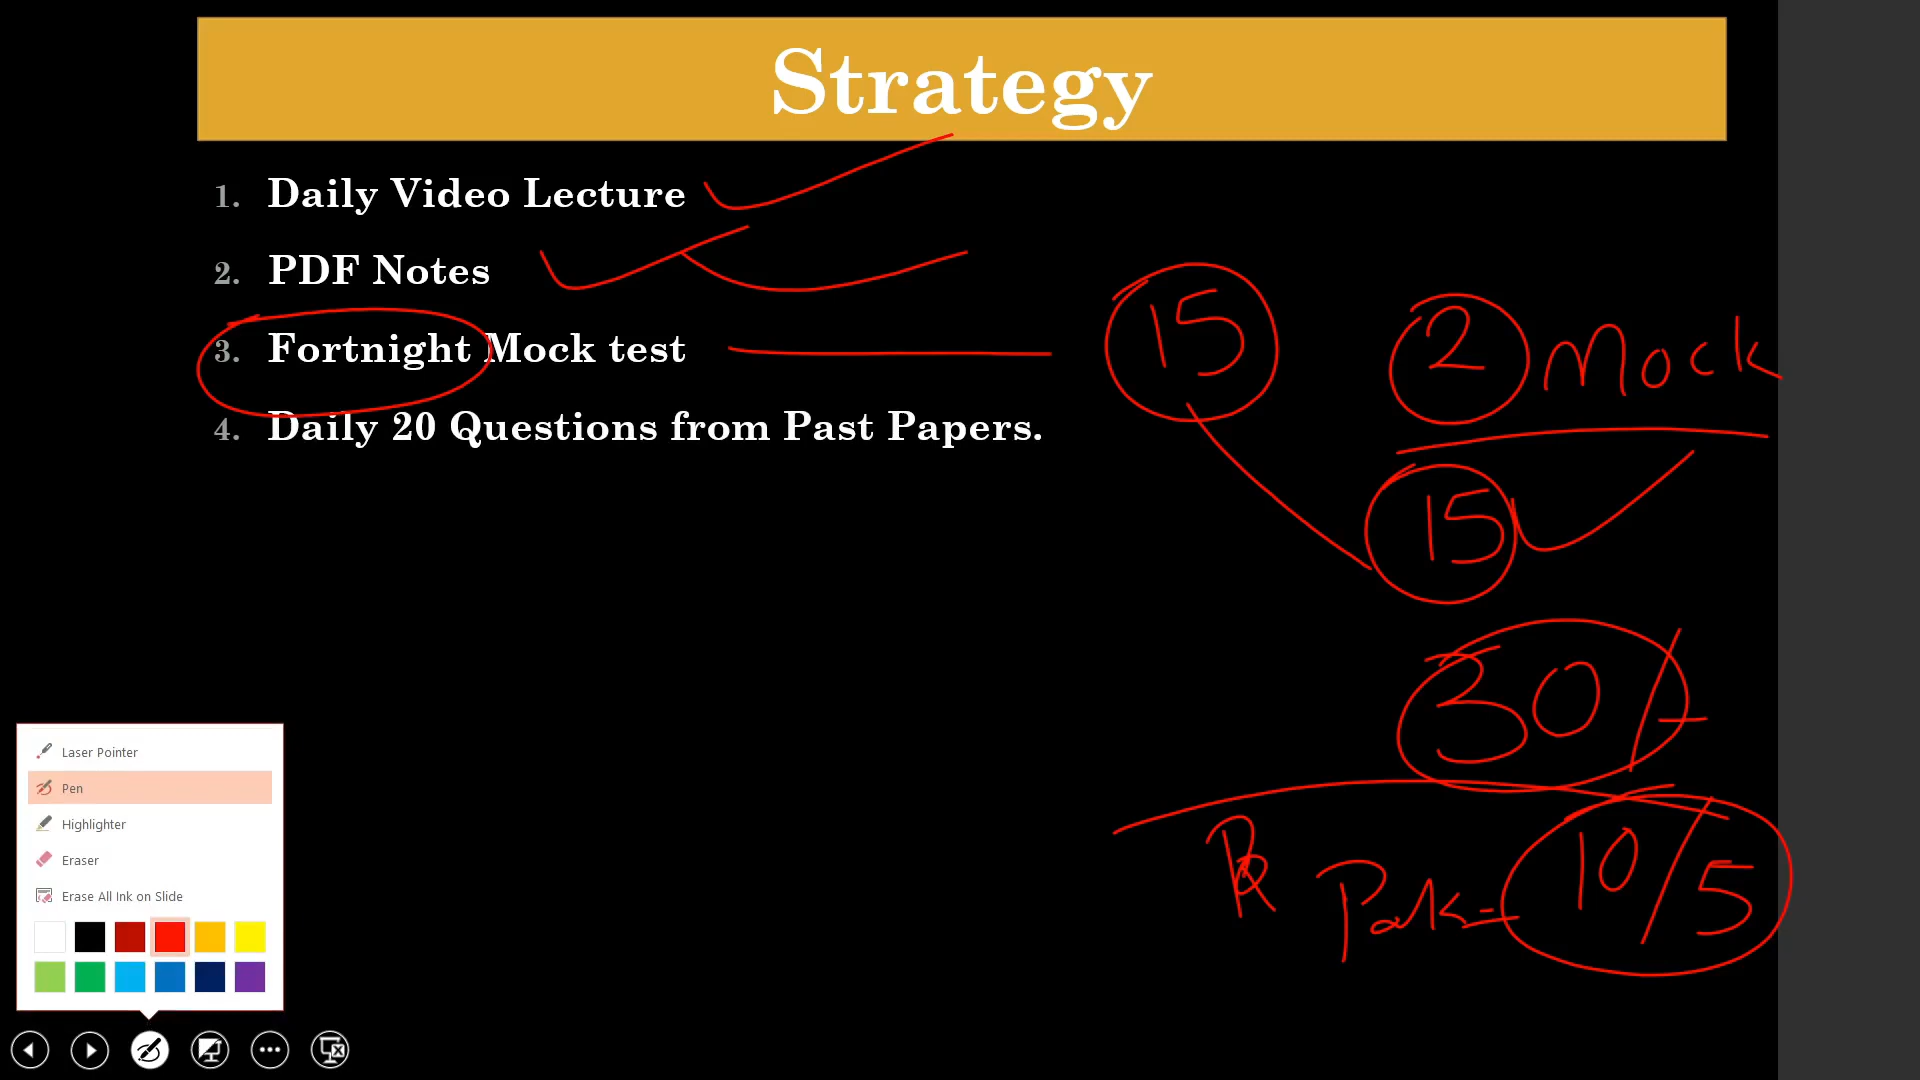 Strategy
1. Daily Video Lecture
2. PDF Notes
3. Fortnight Mock test
4. Daily 20 Questions from Past Papers.
15
2 Mock
15
30/-
Pak= 10/5
Laser Pointer
Pen
Highlighter
Eraser
Erase All Ink on Slide